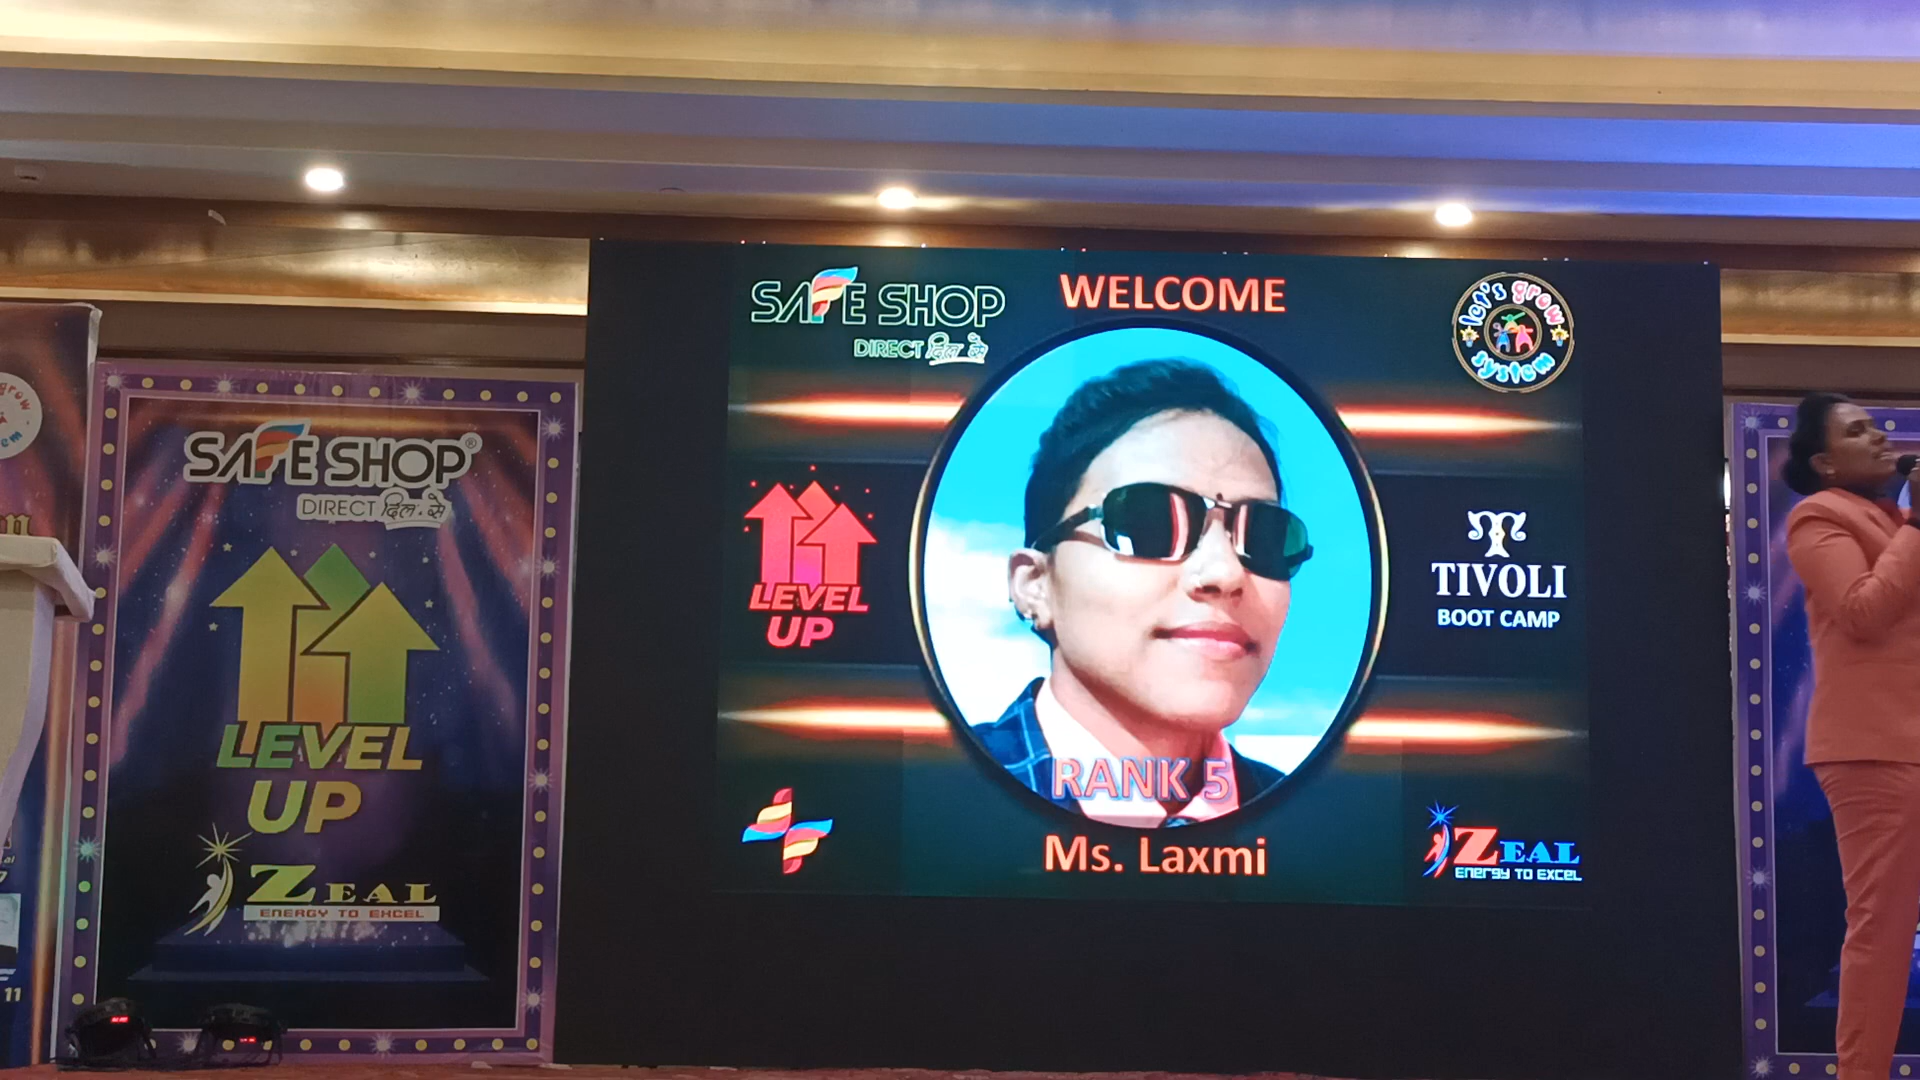 SAFE SHOP®
DIRECT दिल से
LEVEL
UP
ZEAL
ENERGY TO EXCEL
11
SAFE SHOP
DIRECT दिल से
WELCOME
let's grow
system
LEVEL
UP
TIVOLI
BOOT CAMP
RANK 5
Ms. Laxmi
ZEAL
ENERGY TO EXCEL